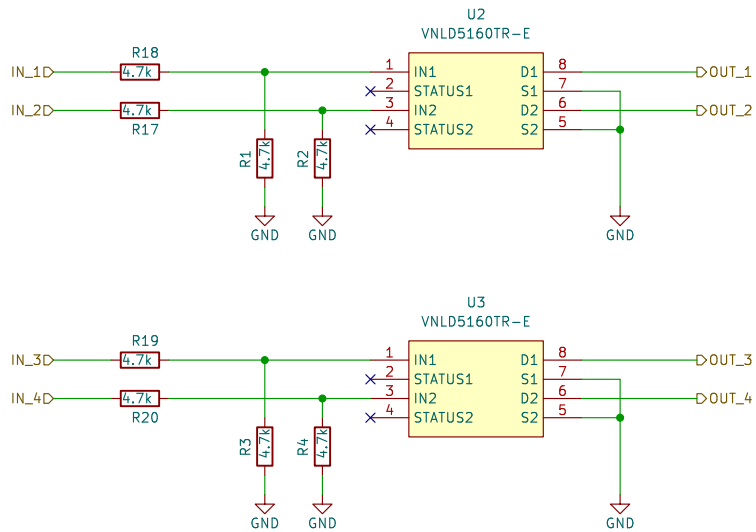 U2
VNLD5160TR-E
R18
IN_1 4.7k 1 IN1 D1 8 OUT_1
2 STATUS1 S1 7
IN_2 4.7k 3 IN2 D2 6 OUT_2
R17 4 STATUS2 S2 5
R1 4.7k R2 4.7k
GND GND GND
U3
VNLD5160TR-E
R19
IN_3 4.7k 1 IN1 D1 8 OUT_3
2 STATUS1 S1 7
IN_4 4.7k 3 IN2 D2 6 OUT_4
R20 4 STATUS2 S2 5
R3 4.7k R4 4.7k
GND GND GND